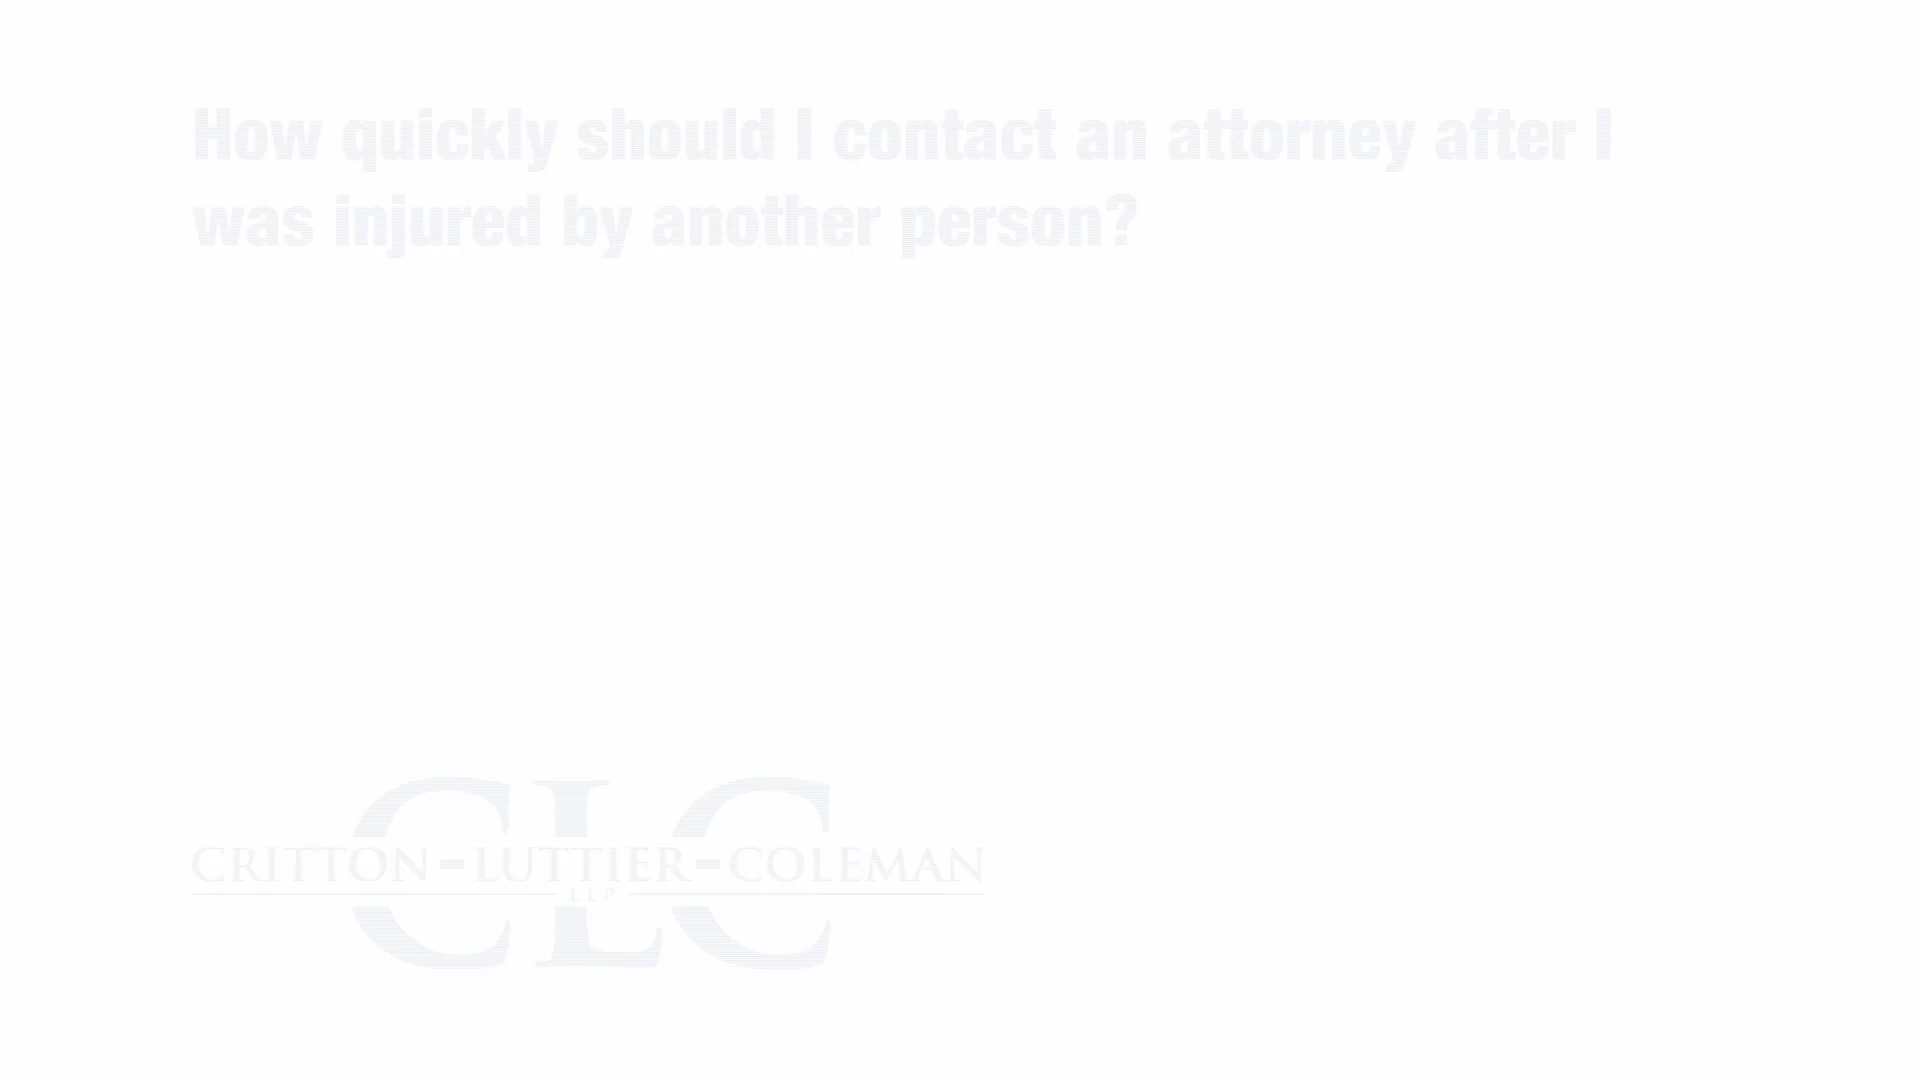 How quickly should I contact an attorney after I
was injured by another person?
CLC
CRITTON-LUTTIER-COLEMAN
LLP